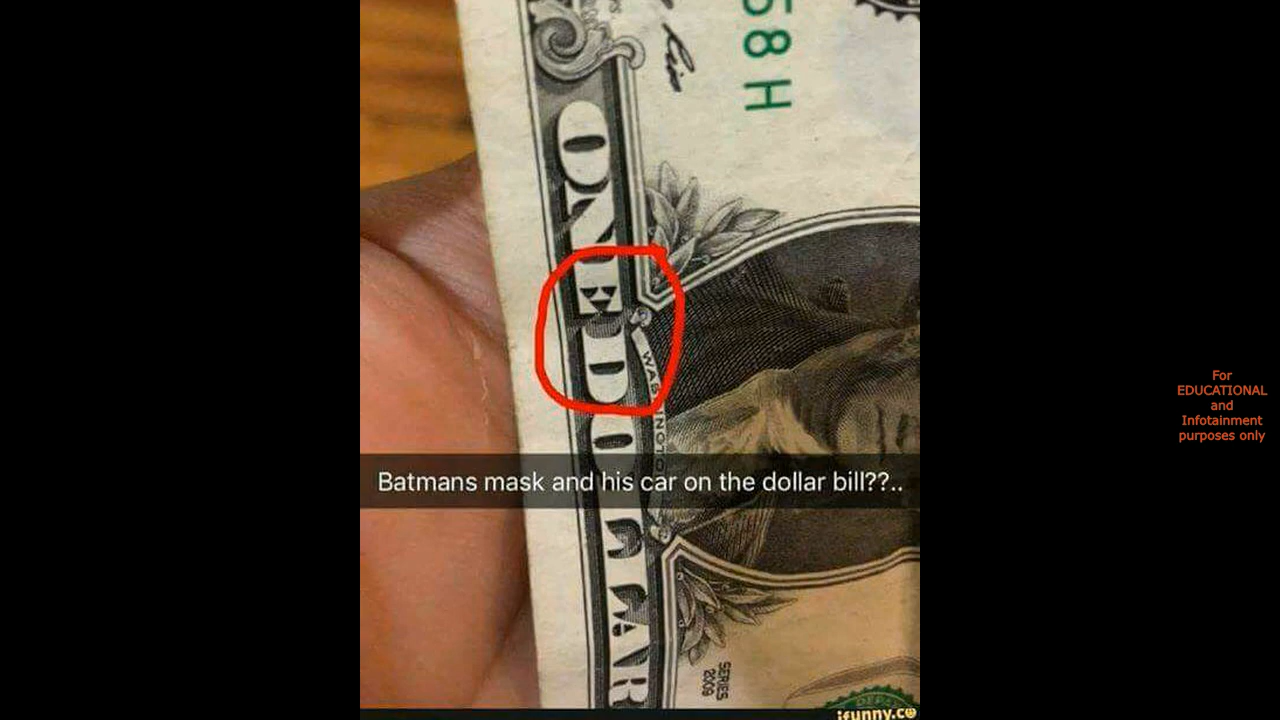 58 H
ONE DOLLAR
WASHINGTON
Batmans mask and his car on the dollar bill??..
SERIES
2009
ifunny.co
For
EDUCATIONAL
and
Infotainment
purposes only